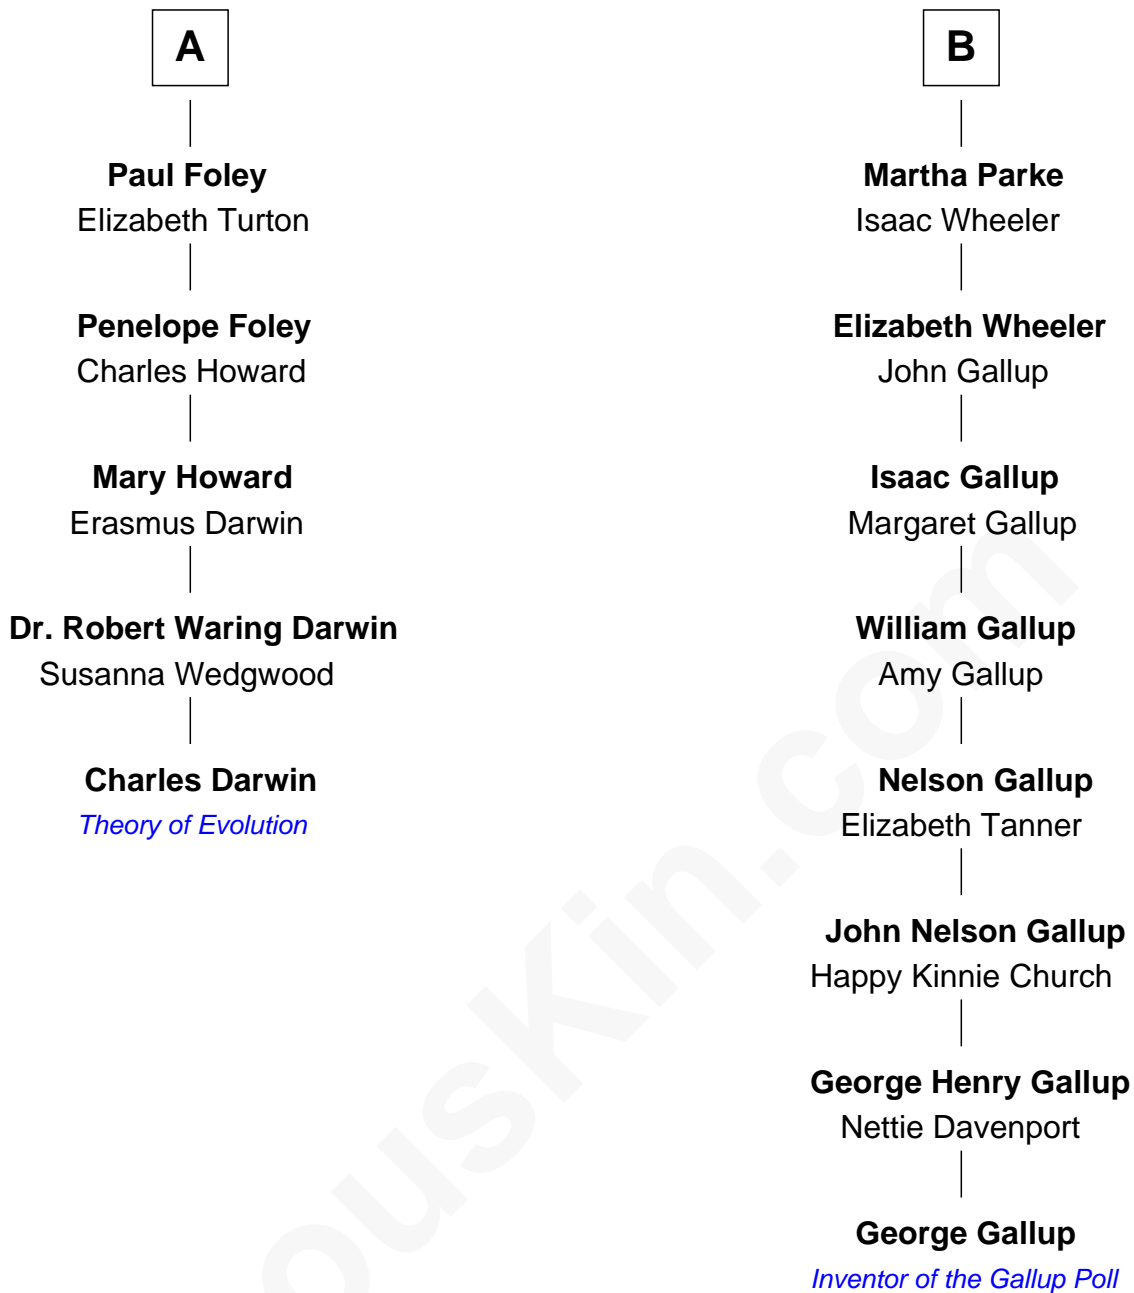 A
Paul Foley
Elizabeth Turton
Penelope Foley
Charles Howard
Mary Howard
Erasmus Darwin
Dr. Robert Waring Darwin
Susanna Wedgwood
Charles Darwin
Theory of Evolution
B
Martha Parke
Isaac Wheeler
Elizabeth Wheeler
John Gallup
Isaac Gallup
Margaret Gallup
William Gallup
Amy Gallup
Nelson Gallup
Elizabeth Tanner
John Nelson Gallup
Happy Kinnie Church
George Henry Gallup
Nettie Davenport
George Gallup
Inventor of the Gallup Poll
ousKin.com